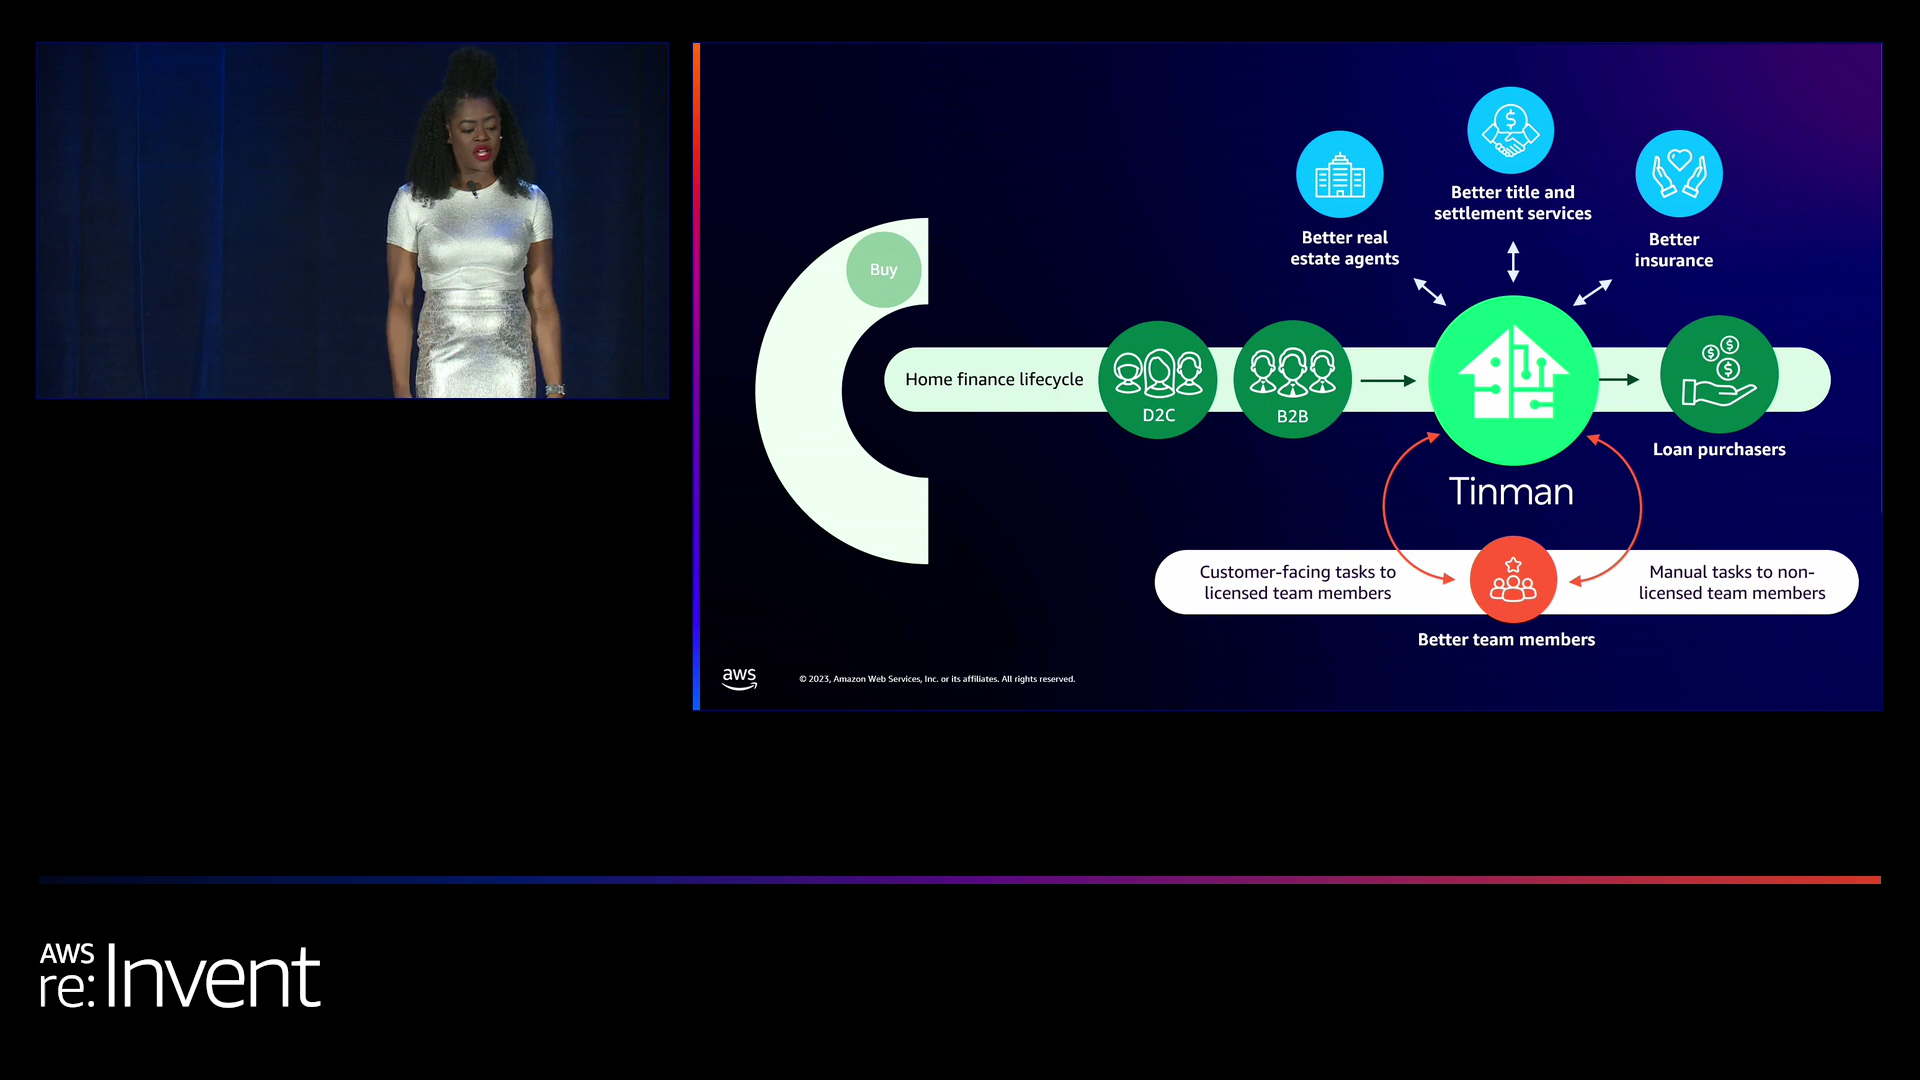 Better title and
settlement services
Better real
estate agents
Better
insurance
Buy
Home finance lifecycle
D2C
B2B
Loan purchasers
Tinman
Customer-facing tasks to
licensed team members
Manual tasks to non-
licensed team members
Better team members
aws
© 2023, Amazon Web Services, Inc. or its affiliates. All rights reserved.
AWS
re:Invent